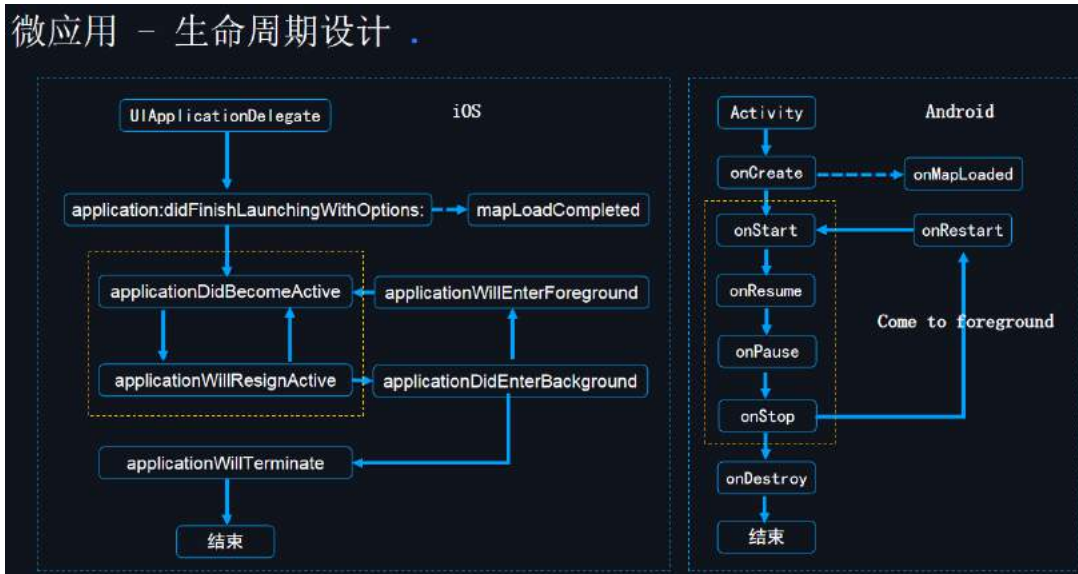 微应用 - 生命周期设计 .
iOS
UIApplicationDelegate
application:didFinishLaunchingWithOptions:
mapLoadCompleted
applicationDidBecomeActive
applicationWillEnterForeground
applicationWillResignActive
applicationDidEnterBackground
applicationWillTerminate
结束
Android
Activity
onCreate
onMapLoaded
onStart
onRestart
onResume
Come to foreground
onPause
onStop
onDestroy
结束